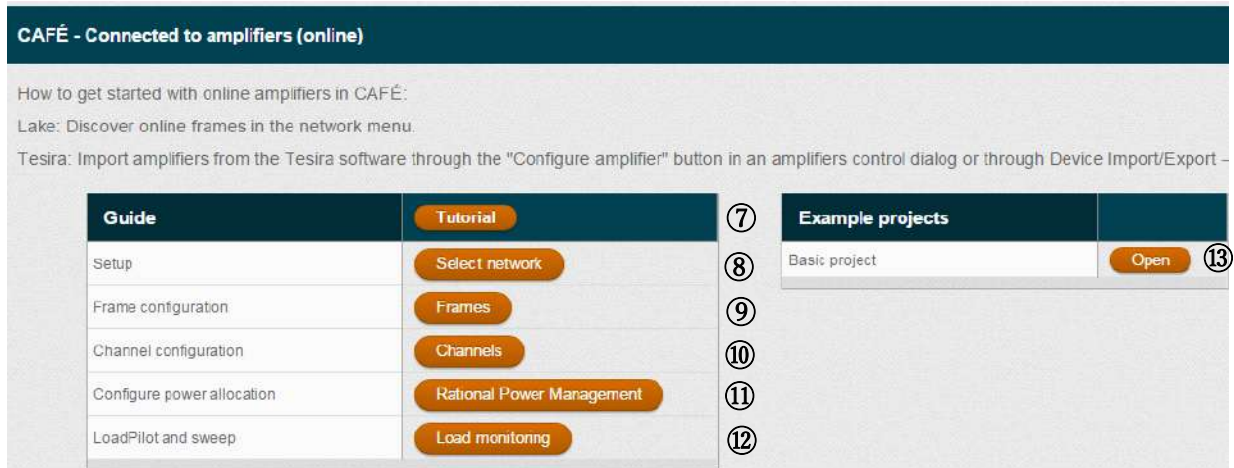 CAFÉ - Connected to amplifiers (online)
How to get started with online amplifiers in CAFÉ:
Lake: Discover online frames in the network menu.
Tesira: Import amplifiers from the Tesira software through the "Configure amplifier" button in an amplifiers control dialog or through Device Import/Export –
Guide Tutorial ⑦
Setup Select network ⑧
Frame configuration Frames ⑨
Channel configuration Channels ⑩
Configure power allocation Rational Power Management ⑪
LoadPilot and sweep Load monitoring ⑫
Example projects
Basic project Open ⑬